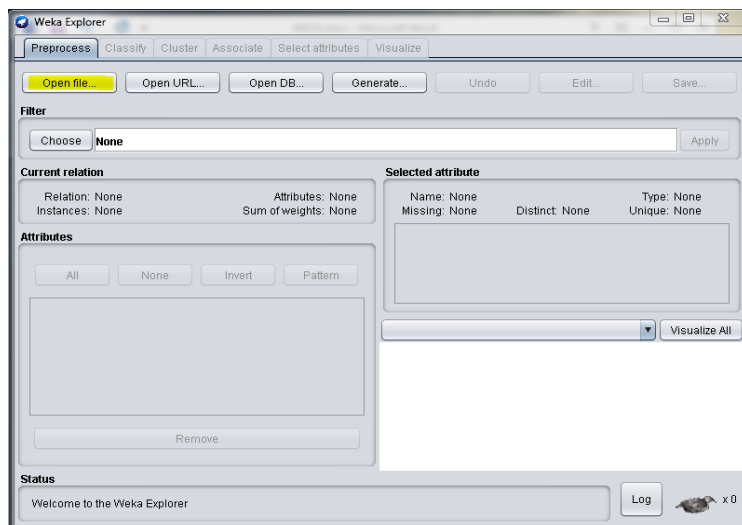 Weka Explorer
Preprocess Classify Cluster Associate Select attributes Visualize
Open file... Open URL... Open DB... Generate... Undo Edit... Save...
Filter
Choose None Apply
Current relation
Relation: None Attributes: None
Instances: None Sum of weights: None
Selected attribute
Name: None Type: None
Missing: None Distinct: None Unique: None
Attributes
All None Invert Pattern
Visualize All
Remove
Status
Welcome to the Weka Explorer
Log x 0